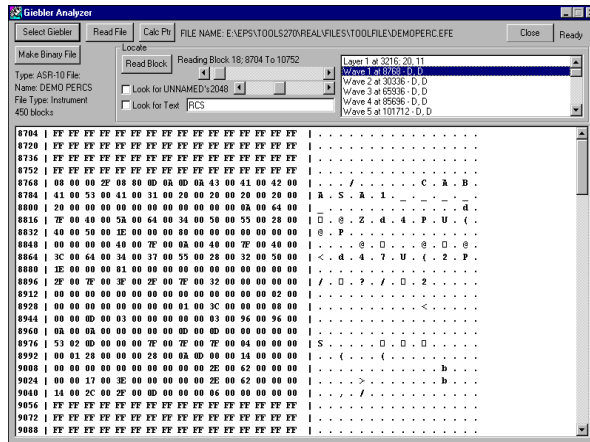 Giebler Analyzer
Select Giebler Read File Calc Ptr FILE NAME: E:\EPS\TOOLS270\REAL\FILES\TOOLFILE\DEMOPERC.EFE Close Ready
Make Binary File
Locate
Read Block Reading Block 18; 8704 To 10752
Look for UNNAMED's 2048
Look for Text RCS
Type: ASR-10 File:
Name: DEMO PERCS
File Type: Instrument
450 blocks
Layer 1 at 3216; 20, 11
Wave 1 at 8768 - D, D
Wave 2 at 30336 - D, D
Wave 3 at 65936 - D, D
Wave 4 at 85696 - D, D
Wave 5 at 101712 - D, D
8704 | FF FF FF FF FF FF FF FF FF FF FF FF FF FF FF FF | . . . . . . . . . . . . . . . .
8720 | FF FF FF FF FF FF FF FF FF FF FF FF FF FF FF FF | . . . . . . . . . . . . . . . .
8736 | FF FF FF FF FF FF FF FF FF FF FF FF FF FF FF FF | . . . . . . . . . . . . . . . .
8752 | FF FF FF FF FF FF FF FF FF FF FF FF FF FF FF FF | . . . . . . . . . . . . . . . .
8768 | 08 00 00 2F 08 80 0D 0A 0D 0A 43 00 41 00 42 00 | . . . / . . . . . . C . A . B .
8784 | 41 00 53 00 41 00 31 00 20 00 20 00 20 00 20 00 | A . S . A . 1 . _ . _ . _ . _ .
8800 | 20 00 00 00 00 00 00 00 00 00 00 00 0A 00 64 00 | _ . . . . . . . . . . . . . d .
8816 | 7F 00 40 00 5A 00 64 00 34 00 50 00 55 00 28 00 | □ . @ . Z . d . 4 . P . U . ( .
8832 | 40 00 50 00 1E 00 00 00 80 00 00 00 00 00 00 00 | @ . P . . . . . . . . . . . . .
8848 | 00 00 00 00 40 00 7F 00 0A 00 40 00 7F 00 40 00 | . . . . @ . □ . . . @ . □ . @ .
8864 | 3C 00 64 00 34 00 37 00 55 00 28 00 32 00 50 00 | < . d . 4 . 7 . U . ( . 2 . P .
8880 | 1E 00 00 00 81 00 00 00 00 00 00 00 00 00 00 00 | . . . . . . . . . . . . . . . .
8896 | 2F 00 7F 00 3F 00 2F 00 7F 00 32 00 00 00 00 00 | / . □ . ? . / . □ . 2 . . . . .
8912 | 00 00 00 00 00 00 00 00 00 00 00 00 00 00 02 00 | . . . . . . . . . . . . . . . .
8928 | 00 00 00 00 00 00 00 00 01 00 3C 00 00 00 08 00 | . . . . . . . . . . < . . . . .
8944 | 00 00 0D 00 03 00 00 00 00 00 03 00 96 00 96 00 | . . . . . . . . . . . . . . . .
8960 | 0A 00 0A 00 00 00 00 00 0D 00 0D 00 00 00 00 00 | . . . . . . . . . . . . . . . .
8976 | 53 02 0D 00 00 00 7F 00 7F 00 7F 00 04 00 00 00 | S . . . . . □ . □ . □ . . . . .
8992 | 00 01 28 00 00 00 28 00 0A 0D 00 00 14 00 00 00 | . . ( . . . ( . . . . . . . . .
9008 | 00 00 00 00 00 00 00 00 00 00 2E 00 62 00 00 00 | . . . . . . . . . . . . b . . .
9024 | 00 00 17 00 3E 00 00 00 00 00 2E 00 62 00 00 00 | . . . . > . . . . . . . b . . .
9040 | 14 00 2C 00 2F 00 0D 00 00 00 06 00 00 00 00 00 | . . , . / . . . . . . . . . . .
9056 | FF FF FF FF FF FF FF FF FF FF FF FF FF FF FF FF | . . . . . . . . . . . . . . . .
9072 | FF FF FF FF FF FF FF FF FF FF FF FF FF FF FF FF | . . . . . . . . . . . . . . . .
9088 | FF FF FF FF FF FF FF FF FF FF FF FF FF FF FF FF | . . . . . . . . . . . . . . . .